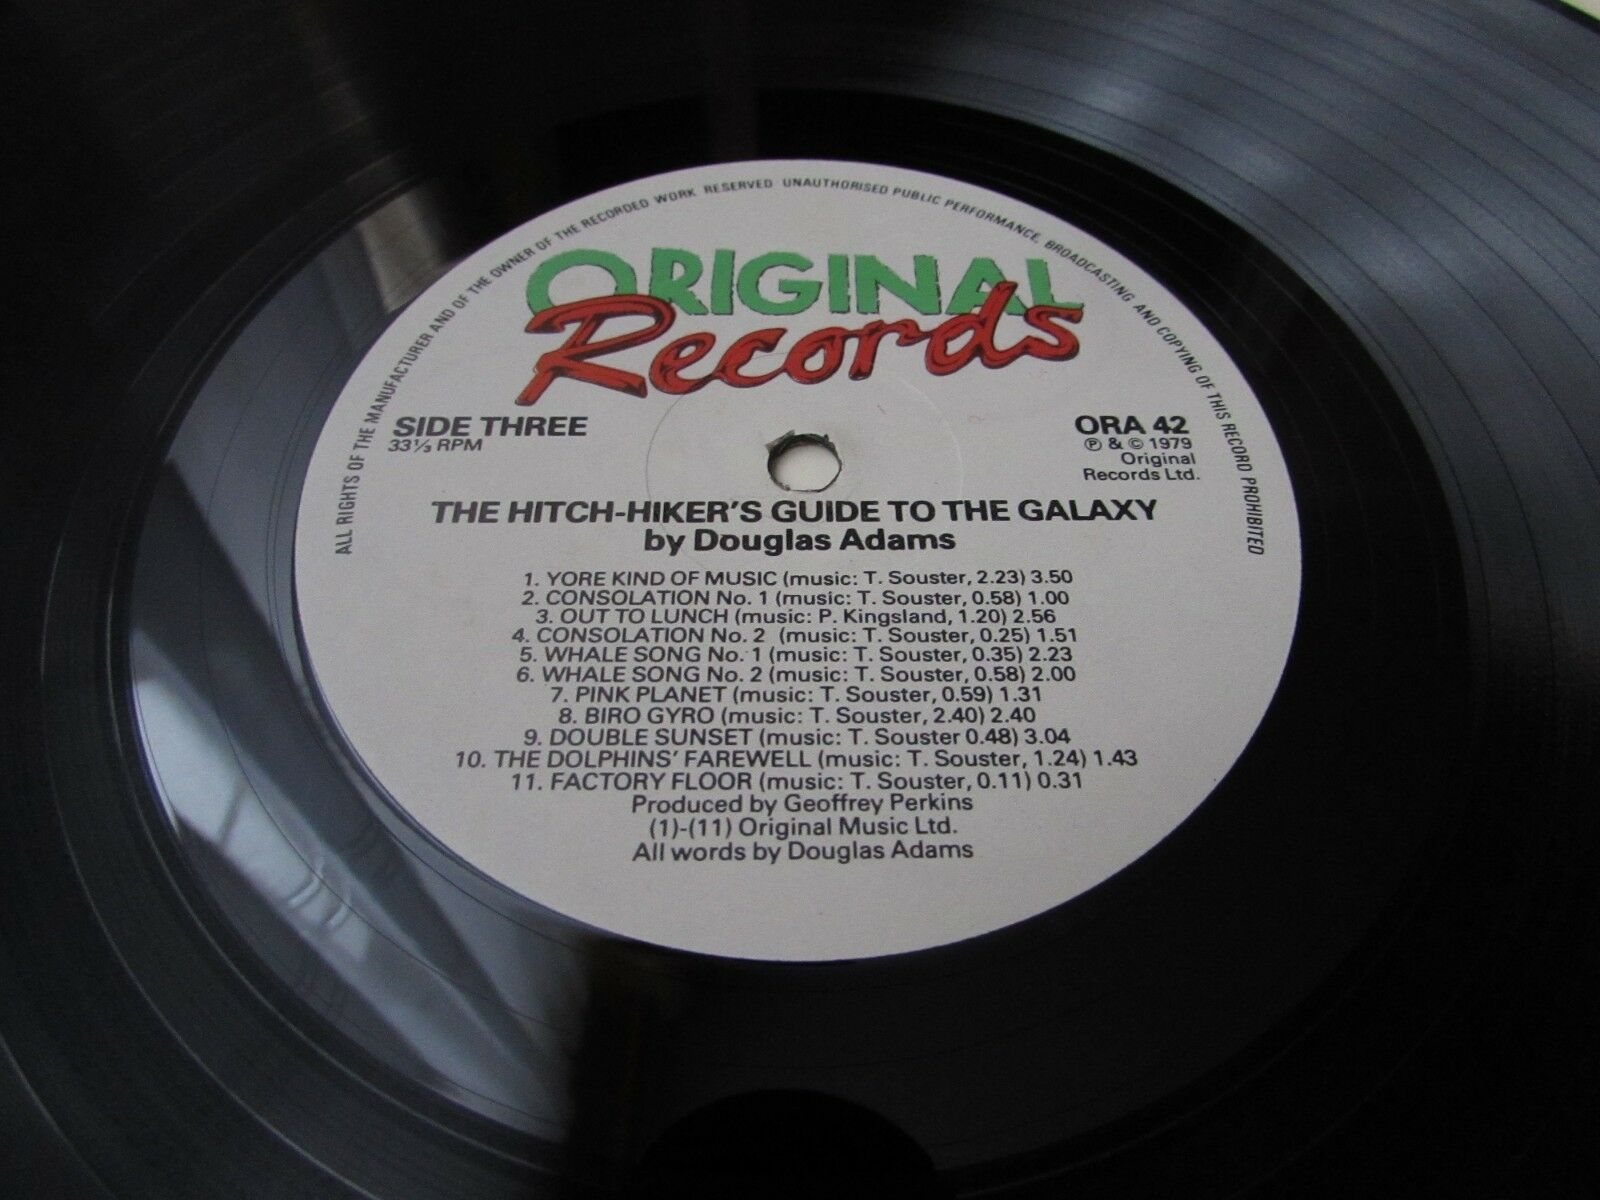 ALL RIGHTS OF THE MANUFACTURER AND OF THE OWNER OF THE RECORDED WORK RESERVED UNAUTHORISED PUBLIC PERFORMANCE, BROADCASTING AND COPYING OF THIS RECORD PROHIBITED
ORIGINAL
Records
SIDE THREE
33⅓ RPM
ORA 42
Ⓟ & © 1979
Original
Records Ltd.
THE HITCH-HIKER'S GUIDE TO THE GALAXY
by Douglas Adams
1. YORE KIND OF MUSIC (music: T. Souster, 2.23) 3.50
2. CONSOLATION No. 1 (music: T. Souster, 0.58) 1.00
3. OUT TO LUNCH (music: P. Kingsland, 1.20) 2.56
4. CONSOLATION No. 2 (music: T. Souster, 0.25) 1.51
5. WHALE SONG No. 1 (music: T. Souster, 0.35) 2.23
6. WHALE SONG No. 2 (music: T. Souster, 0.58) 2.00
7. PINK PLANET (music: T. Souster, 0.59) 1.31
8. BIRO GYRO (music: T. Souster, 2.40) 2.40
9. DOUBLE SUNSET (music: T. Souster 0.48) 3.04
10. THE DOLPHINS' FAREWELL (music: T. Souster, 1.24) 1.43
11. FACTORY FLOOR (music: T. Souster, 0.11) 0.31
Produced by Geoffrey Perkins
(1)-(11) Original Music Ltd.
All words by Douglas Adams